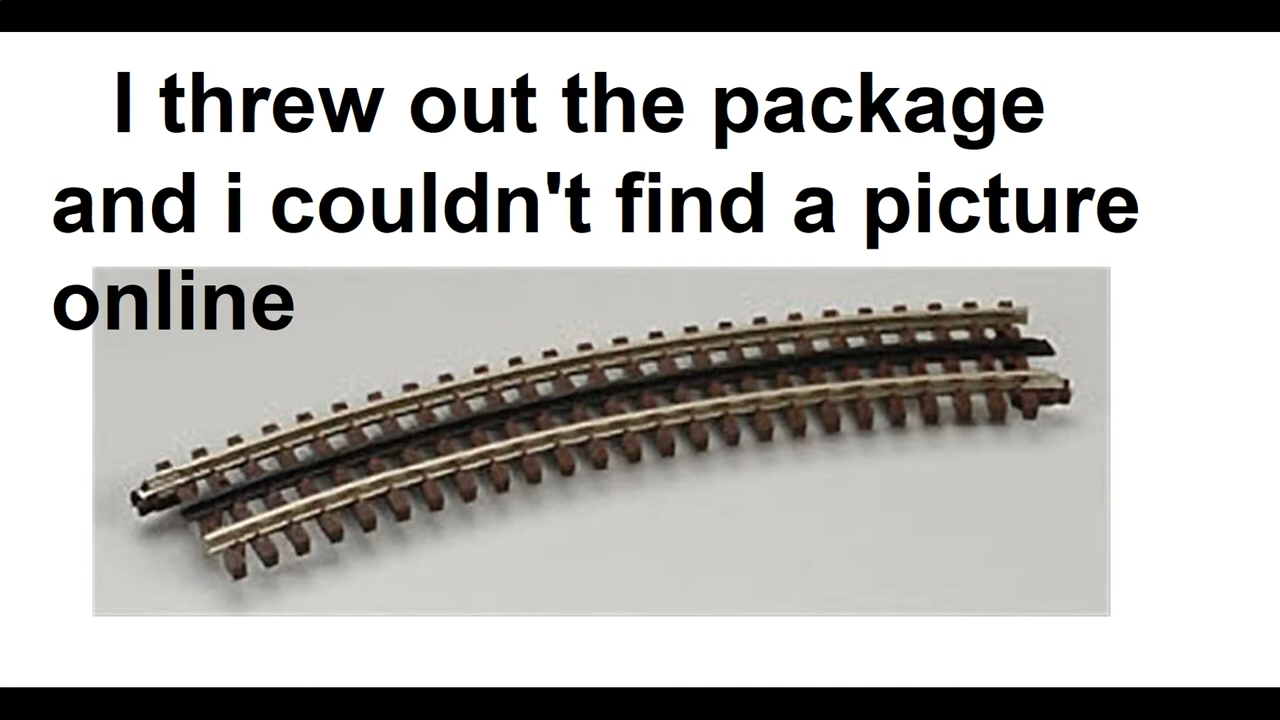 I threw out the package
and i couldn't find a picture
online